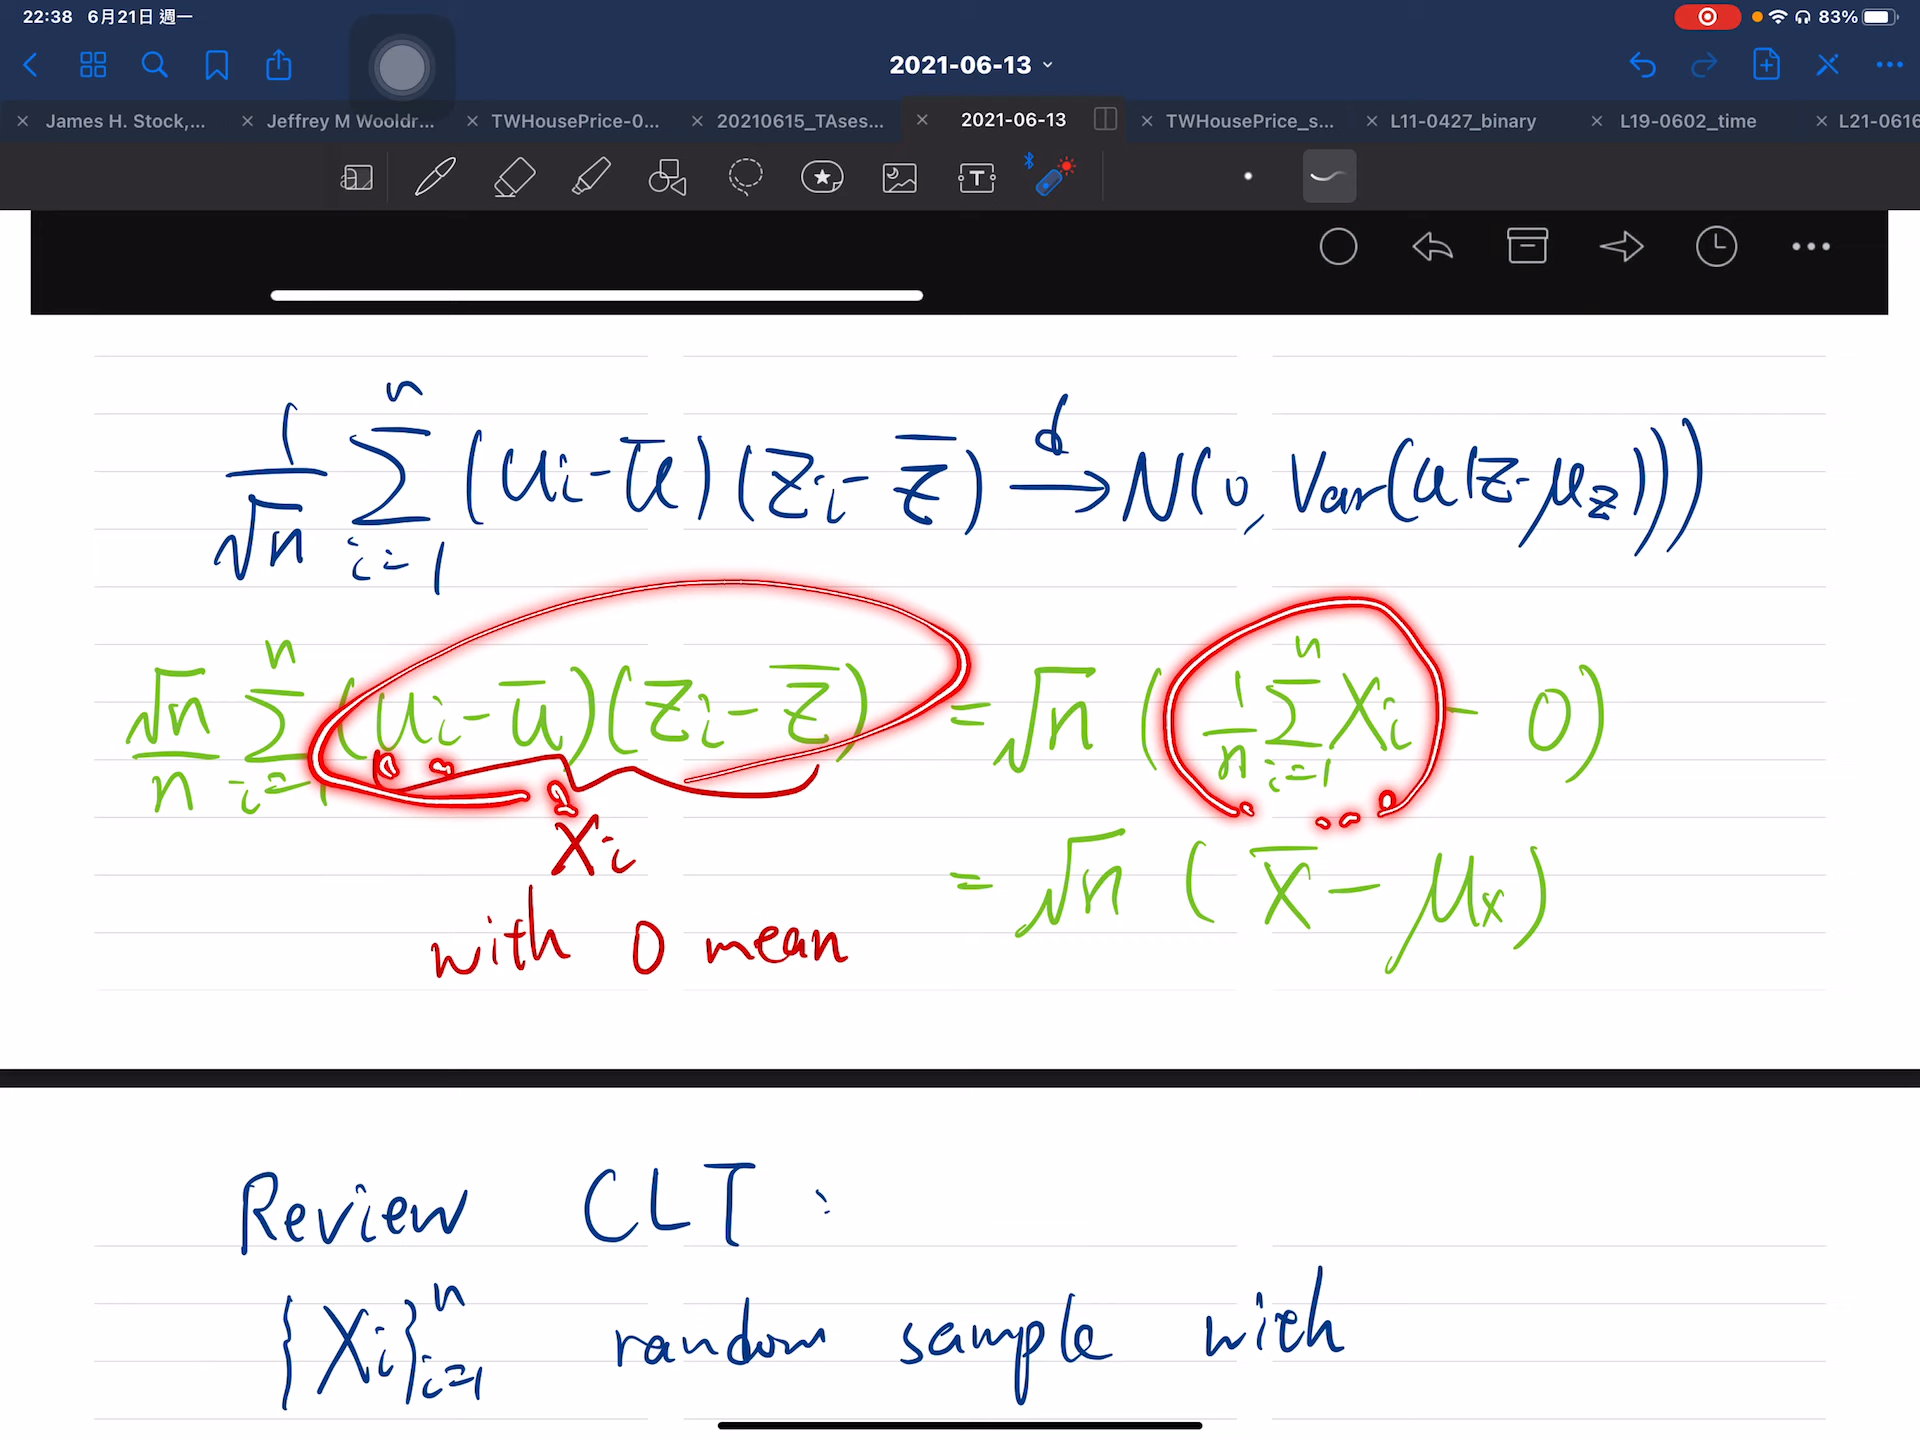 22:38 6月21日 週一 83%
2021-06-13
James H. Stock,... Jeffrey M Wooldr... TWHousePrice-0... 20210615_TAses... 2021-06-13 TWHousePrice_s... L11-0427_binary L19-0602_time L21-0616
1/√n Σ_{i=1}^{n} (u_i - ū)(Z_i - Z̄) →d N(0, Var(u(Z-μ_Z)))
√n/n Σ_{i=1}^{n} (u_i - ū)(Z_i - Z̄) = √n (1/n Σ_{i=1}^{n} X_i - 0)
X_i
= √n (X̄ - μ_X)
with 0 mean
Review CLT:
{X_i}_{i=1}^{n} random sample with